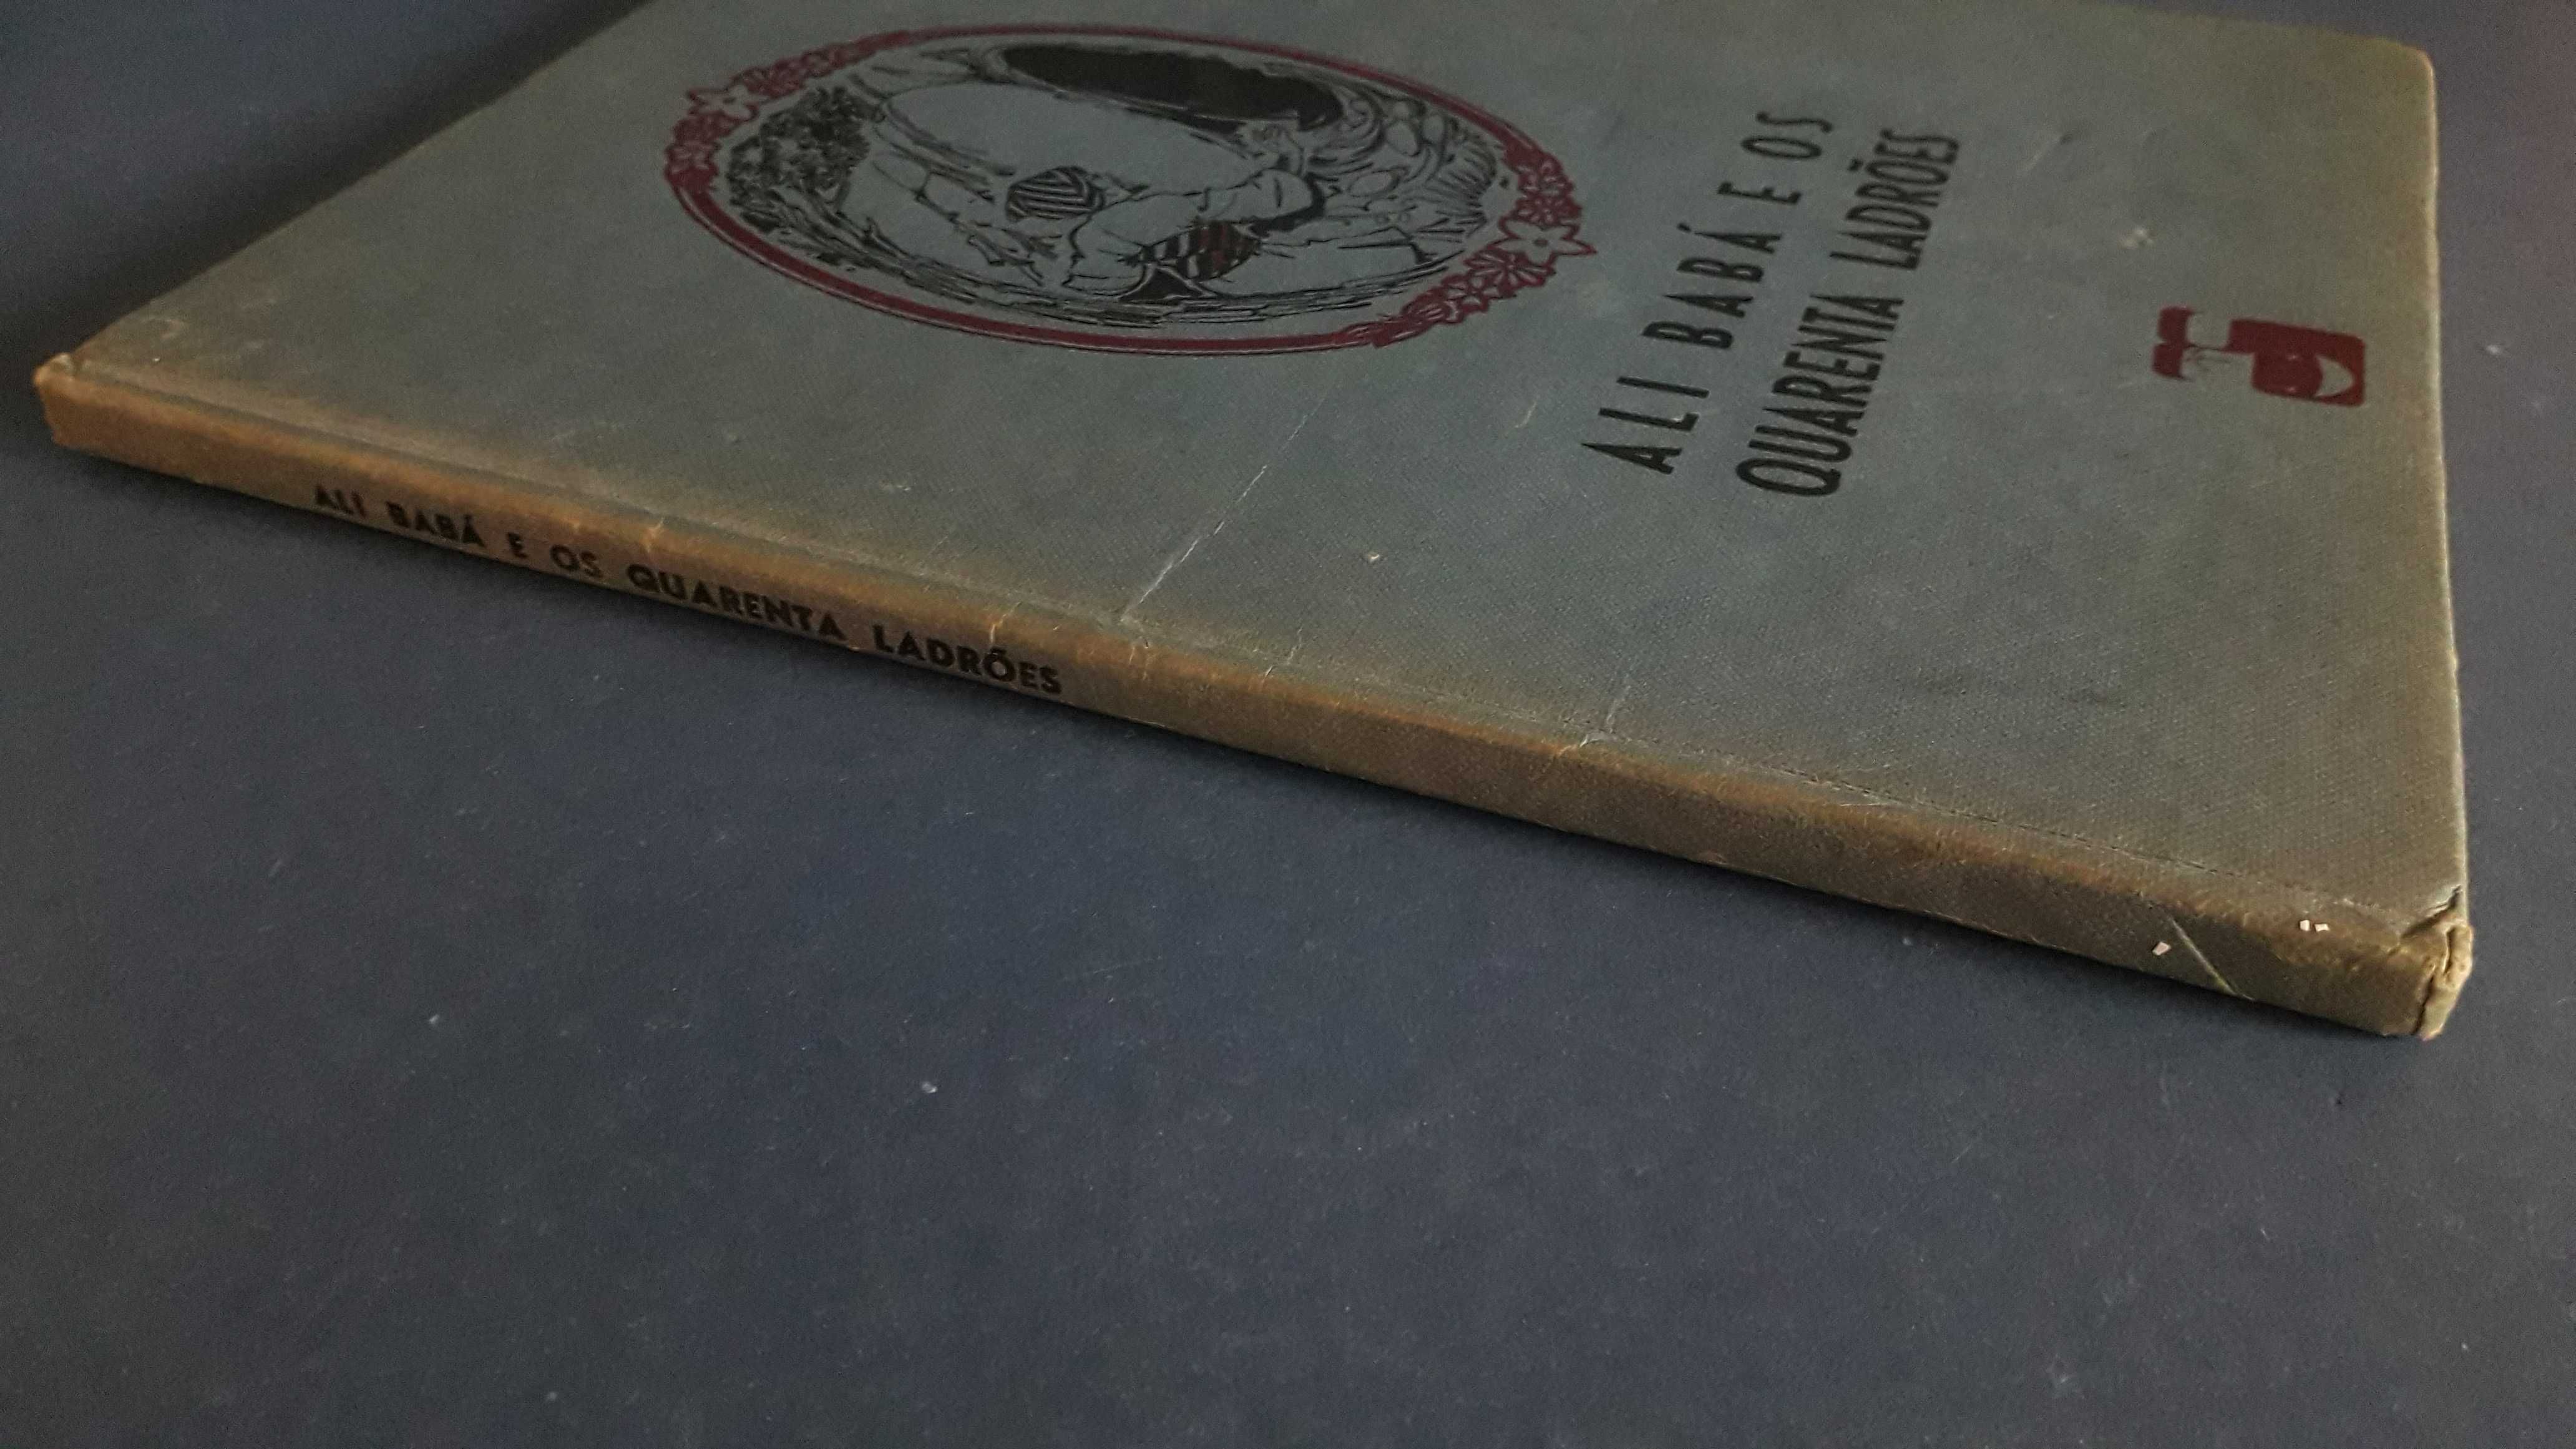 ALI BABÁ E OS
QUARENTA LADRÕES
ALI BABÁ E OS QUARENTA LADRÕES